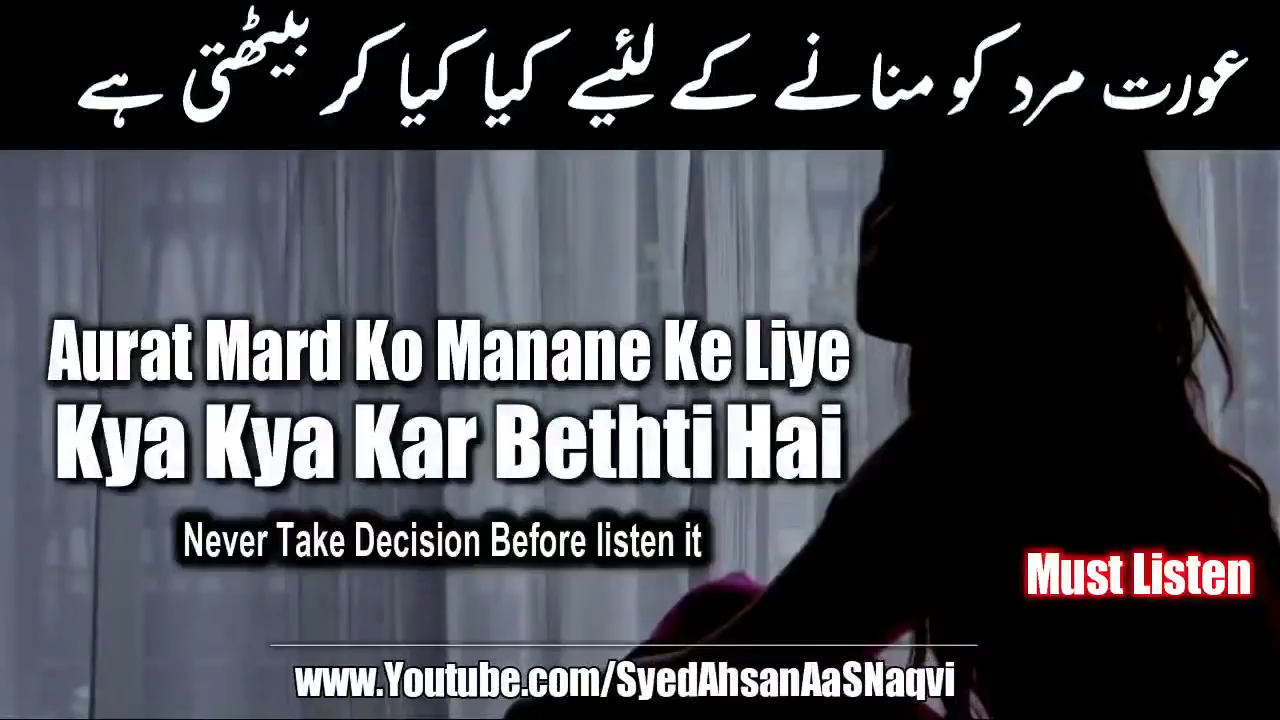 عورت مرد کو منانے کے لئیے کیا کیا کر بیٹھتی ہے
Aurat Mard Ko Manane Ke Liye
Kya Kya Kar Bethti Hai
Never Take Decision Before listen it
Must Listen
www.Youtube.com/SyedAhsanAaSNaqvi